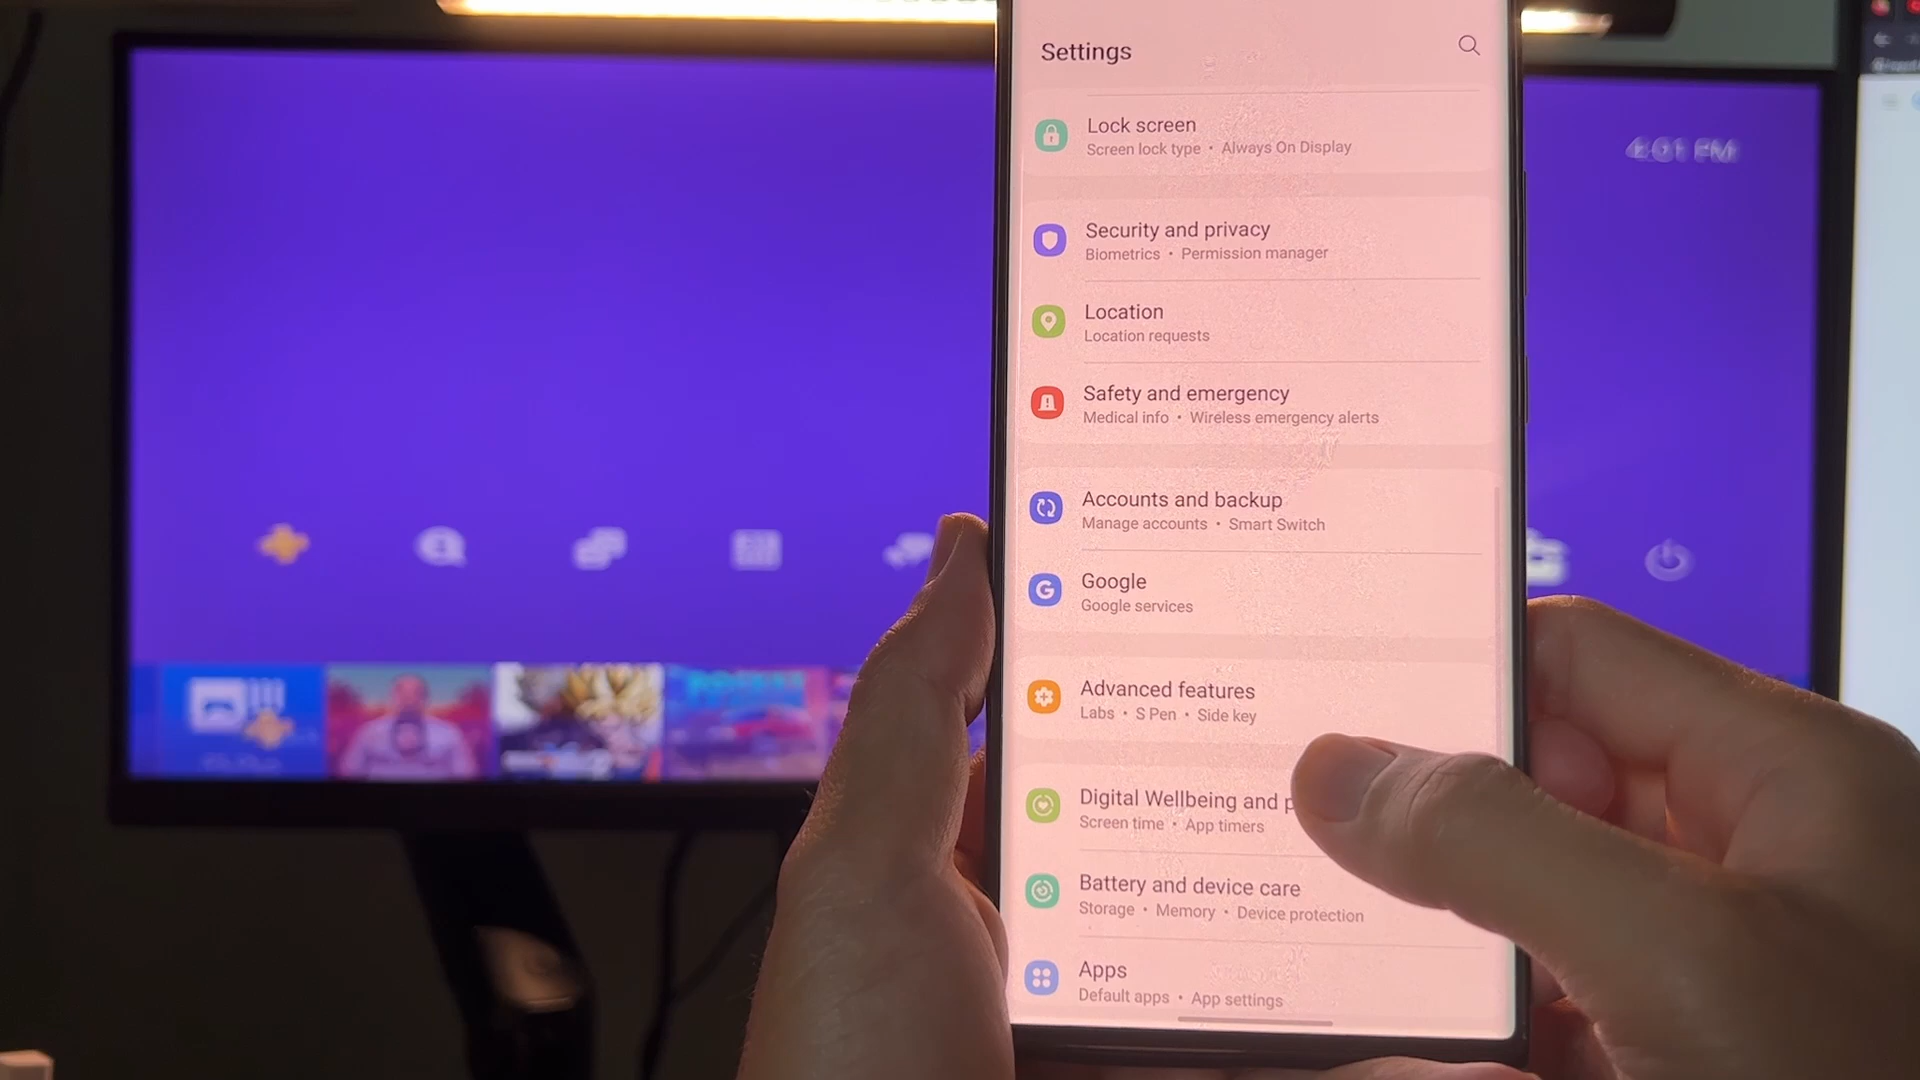 Settings
Lock screen
Screen lock type • Always On Display
4:01 PM
Security and privacy
Biometrics • Permission manager
Location
Location requests
Safety and emergency
Medical info • Wireless emergency alerts
Accounts and backup
Manage accounts • Smart Switch
Google
Google services
Advanced features
Labs • S Pen • Side key
Digital Wellbeing and p
Screen time • App timers
Battery and device care
Storage • Memory • Device protection
Apps
Default apps • App settings